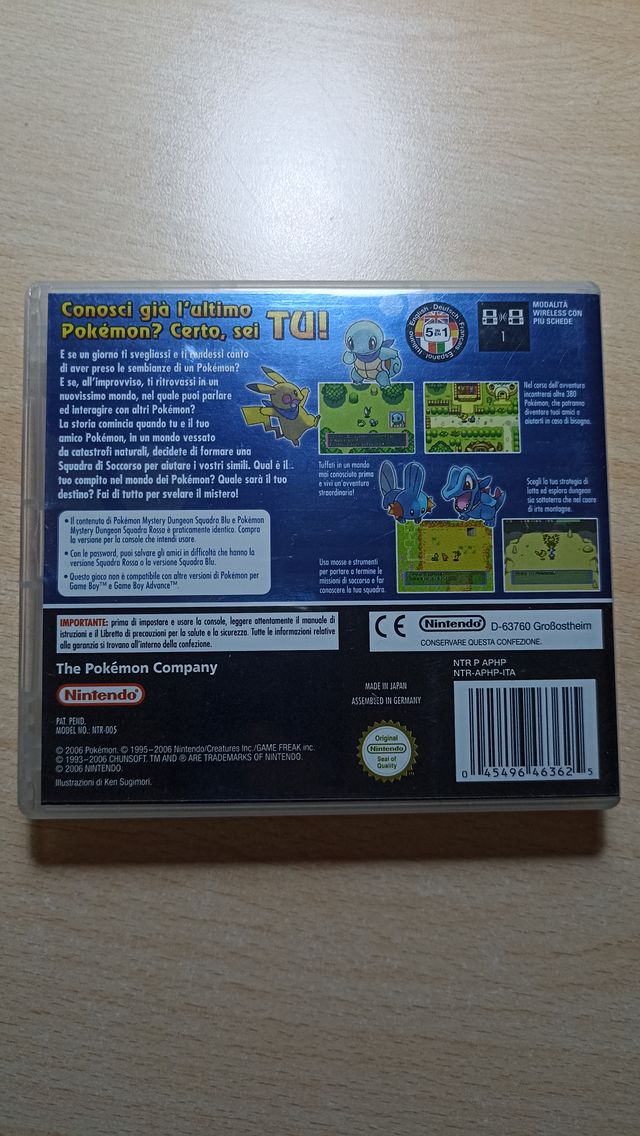 Conosci già l'ultimo
Pokémon? Certo, sei TU!
E se un giorno ti svegliassi e ti rendessi conto
di aver preso le sembianze di un Pokémon?
E se, all'improvviso, ti ritrovassi in un
nuovissimo mondo, nel quale puoi parlare
ed interagire con altri Pokémon?
La storia comincia quando tu e il tuo
amico Pokémon, in un mondo vessato
da catastrofi naturali, decidete di formare una
Squadra di Soccorso per aiutare i vostri simili. Qual è il
tuo compito nel mondo dei Pokémon? Quale sarà il tuo
destino? Fai di tutto per svelare il mistero!
• Il contenuto di Pokémon Mystery Dungeon Squadra Blu e Pokémon
Mystery Dungeon Squadra Rossa è praticamente identico. Compra
la versione per la console che intendi usare.
• Con le password, puoi salvare gli amici in difficoltà che hanno la
versione Squadra Rossa o la versione Squadra Blu.
• Questo gioco non è compatibile con altre versioni di Pokémon per
Game Boy™ e Game Boy Advance™.
English · Deutsch · Français · Español · Italiano
5 IN 1
1
MODALITÀ
WIRELESS CON
PIÙ SCHEDE
Nel corso dell'avventura
incontrerai oltre 380
Pokémon, che potranno
diventare tuoi amici e
aiutarti in caso di bisogno.
Tuffati in un mondo
mai conosciuto prima
e vivi un'avventura
straordinaria!
Scegli la tua strategia di
lotta ed esplora dungeon
sia sottoterra che nel cuore
di irte montagne.
Usa mosse e strumenti
per portare a termine le
missioni di soccorso e far
conoscere la tua squadra.
IMPORTANTE: prima di impostare e usare la console, leggere attentamente il manuale di
istruzioni e il Libretto di precauzioni per la salute e la sicurezza. Tutte le informazioni relative
alla garanzia si trovano all'interno della confezione.
CE Nintendo® D-63760 Großostheim
CONSERVARE QUESTA CONFEZIONE.
The Pokémon Company
Nintendo®
PAT. PEND.
MODEL NO.: NTR-005
MADE IN JAPAN
ASSEMBLED IN GERMANY
NTR P APHP
NTR-APHP-ITA
Original
Nintendo
Seal of
Quality
0 45496 46362 5
© 2006 Pokémon. © 1995–2006 Nintendo/Creatures Inc./GAME FREAK inc.
© 1993–2006 CHUNSOFT. TM AND ® ARE TRADEMARKS OF NINTENDO.
© 2006 NINTENDO.
Illustrazioni di Ken Sugimori.